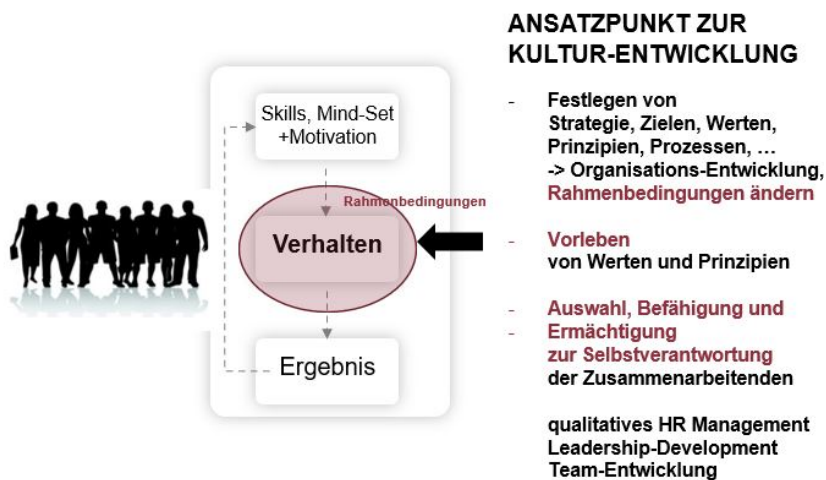 ANSATZPUNKT ZUR
KULTUR-ENTWICKLUNG
Skills, Mind-Set
+Motivation
Rahmenbedingungen
Verhalten
Ergebnis
- Festlegen von
Strategie, Zielen, Werten,
Prinzipien, Prozessen, ...
-> Organisations-Entwicklung,
Rahmenbedingungen ändern
- Vorleben
von Werten und Prinzipien
- Auswahl, Befähigung und
- Ermächtigung
zur Selbstverantwortung
der Zusammenarbeitenden
qualitatives HR Management
Leadership-Development
Team-Entwicklung